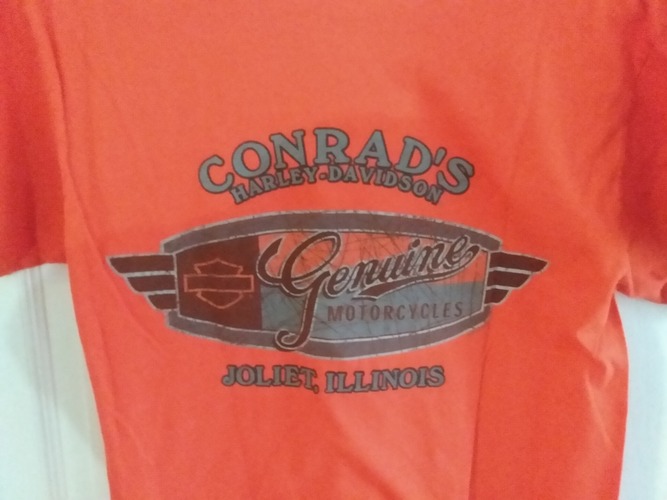 CONRAD'S
HARLEY-DAVIDSON
Genuine
MOTORCYCLES
JOLIET, ILLINOIS